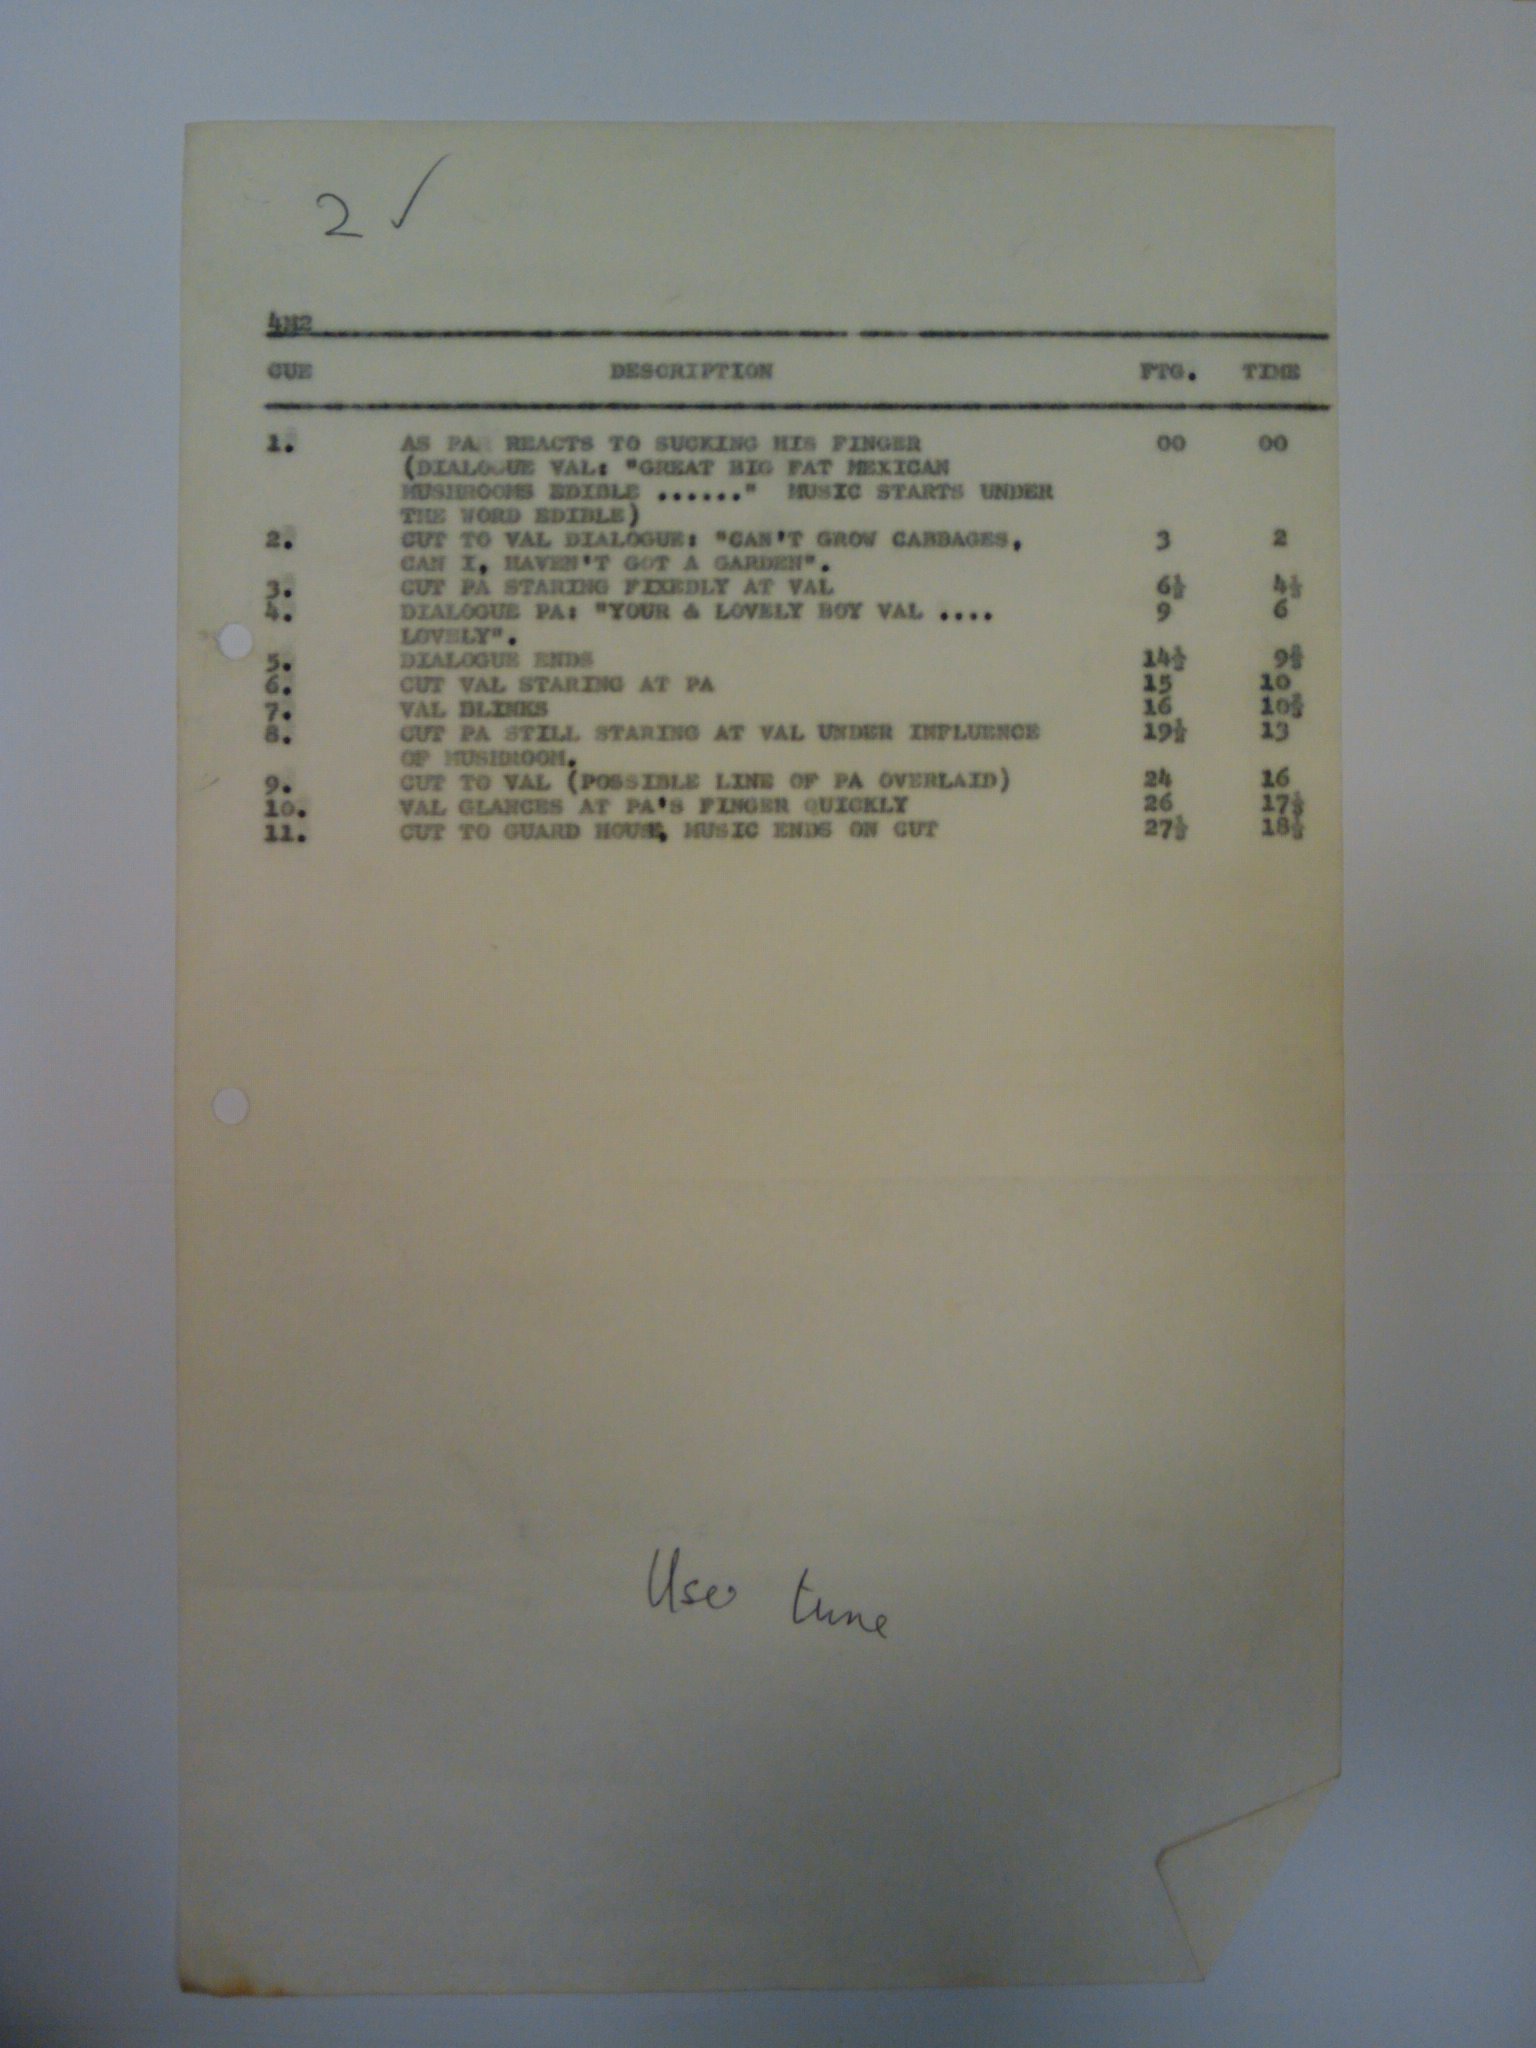 2 ✓
4M2
CUE DESCRIPTION FTG. TIME
1. AS PA REACTS TO SUCKING HIS FINGER 00 00
(DIALOGUE VAL: "GREAT BIG FAT MEXICAN
MUSHROOMS EDIBLE ......" MUSIC STARTS UNDER
THE WORD EDIBLE)
2. CUT TO VAL DIALOGUE: "CAN'T GROW CABBAGES, 3 2
CAN I, HAVEN'T GOT A GARDEN".
3. CUT PA STARING FIXEDLY AT VAL 6½ 4½
4. DIALOGUE PA: "YOUR A LOVELY BOY VAL .... 9 6
LOVELY".
5. DIALOGUE ENDS 14½
6. CUT VAL STARING AT PA 15 10
7. VAL BLINKS 16
8. CUT PA STILL STARING AT VAL UNDER INFLUENCE 19½ 13
OF MUSHROOM.
9. CUT TO VAL (POSSIBLE LINE OF PA OVERLAID) 24 16
10. VAL GLANCES AT PA'S FINGER QUICKLY 26
11. CUT TO GUARD HOUSE, MUSIC ENDS ON CUT 27½
Use tune